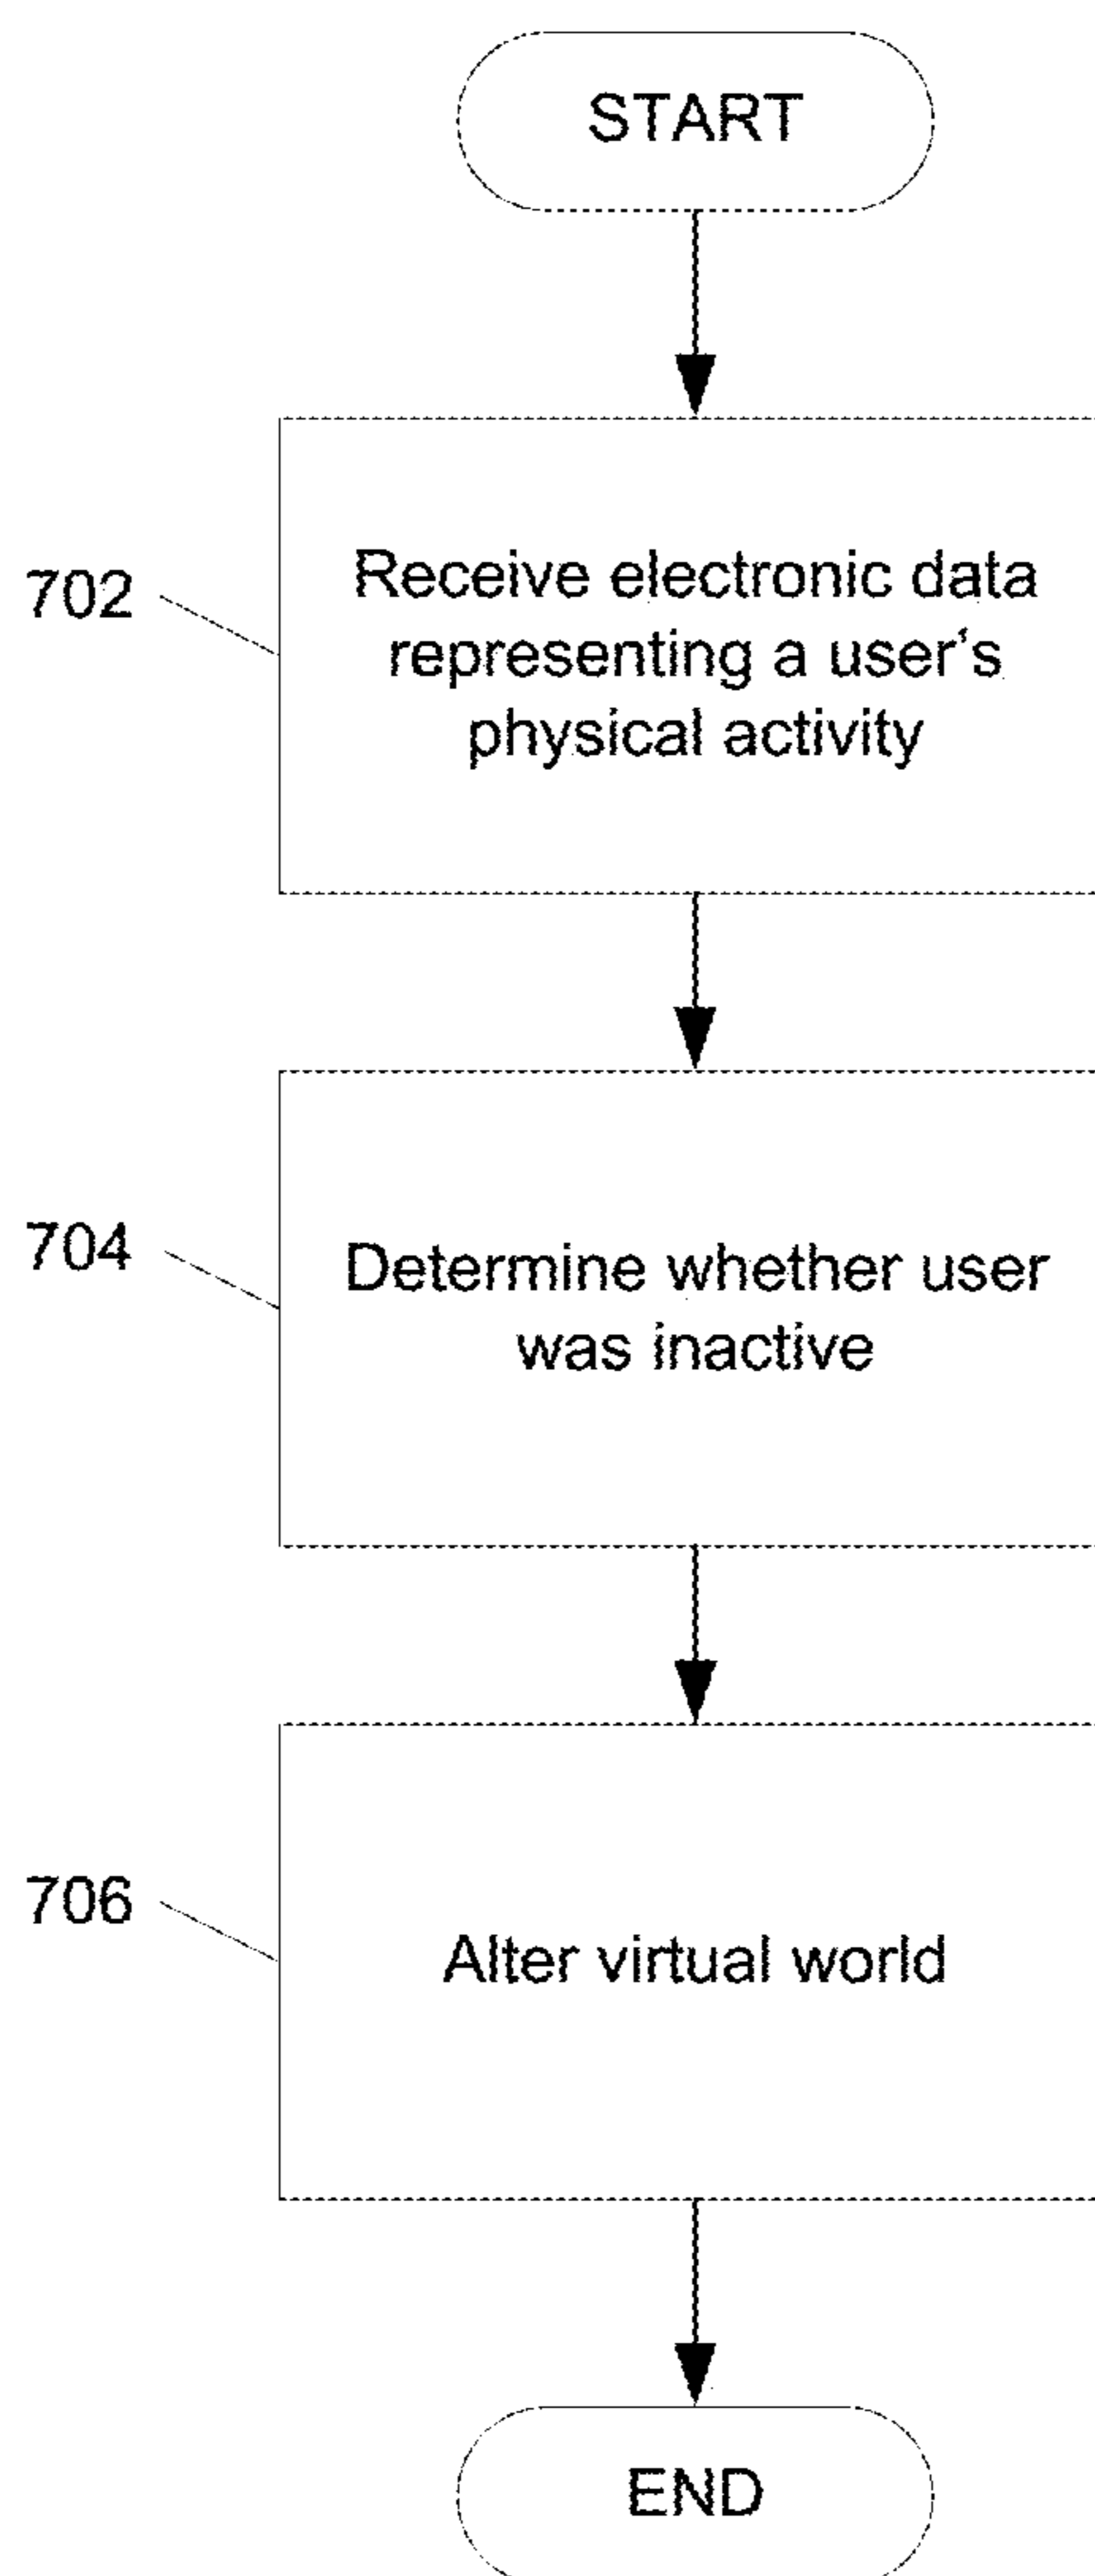 START
702
Receive electronic data
representing a user's
physical activity
704
Determine whether user
was inactive
706
Alter virtual world
END